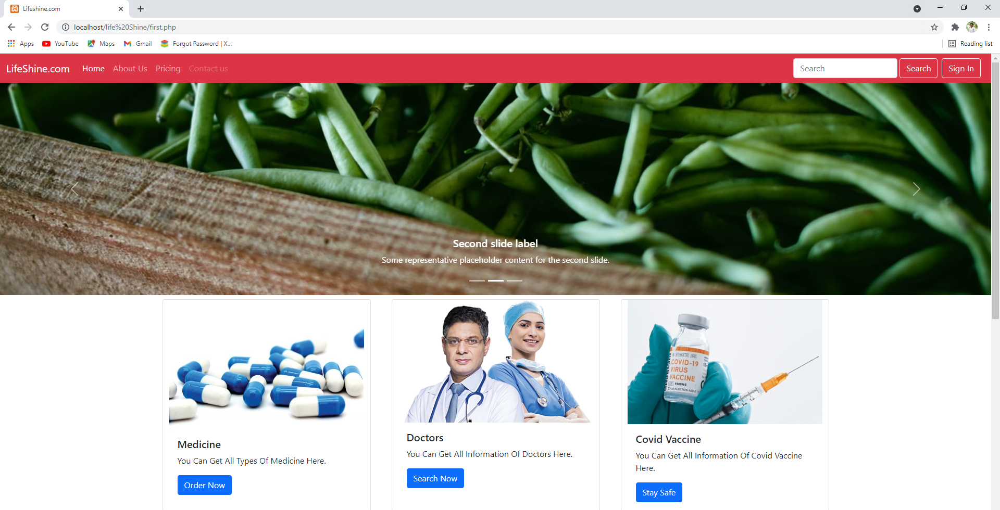 Lifeshine.com
localhost/life%20Shine/first.php
Apps YouTube Maps Gmail Forgot Password | X... Reading list
LifeShine.com Home About Us Pricing Contact us Search Search Sign In
Second slide label
Some representative placeholder content for the second slide.
COVID-19
VIRUS
VACCINE
9301965
FOR INJECTION ADULT
Medicine
You Can Get All Types Of Medicine Here.
Order Now
Doctors
You Can Get All Information Of Doctors Here.
Search Now
Covid Vaccine
You Can Get All Information Of Covid Vaccine
Here.
Stay Safe